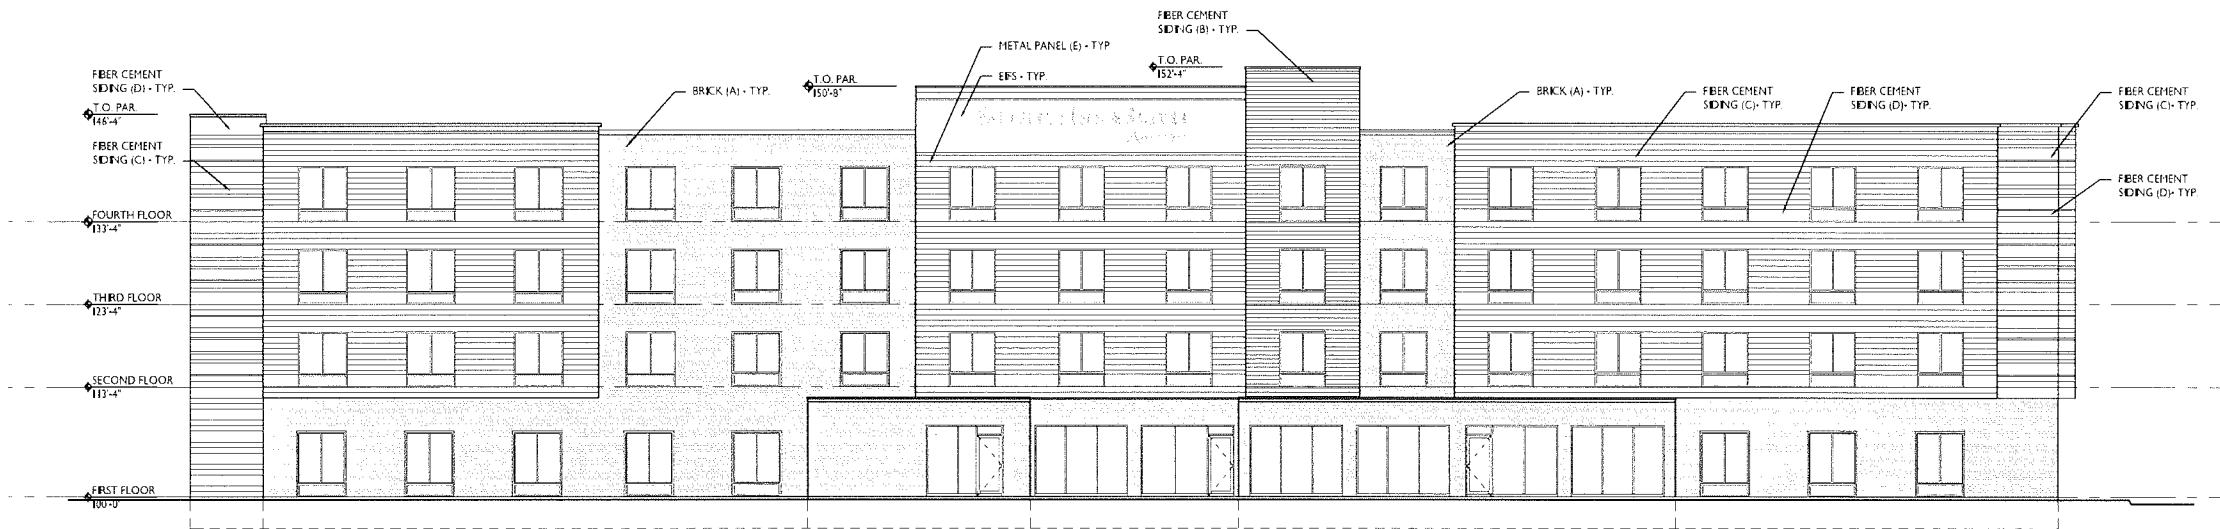 FIBER CEMENT
SIDING (B) - TYP.
METAL PANEL (E) - TYP
T.O. PAR.
152'-4"
FIBER CEMENT
SIDING (D) - TYP.
T.O. PAR.
150'-8"
EIFS - TYP.
BRICK (A) - TYP.
BRICK (A) - TYP.
FIBER CEMENT
SIDING (C)- TYP.
FIBER CEMENT
SIDING (D)- TYP.
FIBER CEMENT
SIDING (C)- TYP.
T.O. PAR.
146'-4"
FIBER CEMENT
SIDING (C) - TYP.
FIBER CEMENT
SIDING (D)- TYP.
FOURTH FLOOR
133'-4"
THIRD FLOOR
123'-4"
SECOND FLOOR
113'-4"
FIRST FLOOR
100'-0"